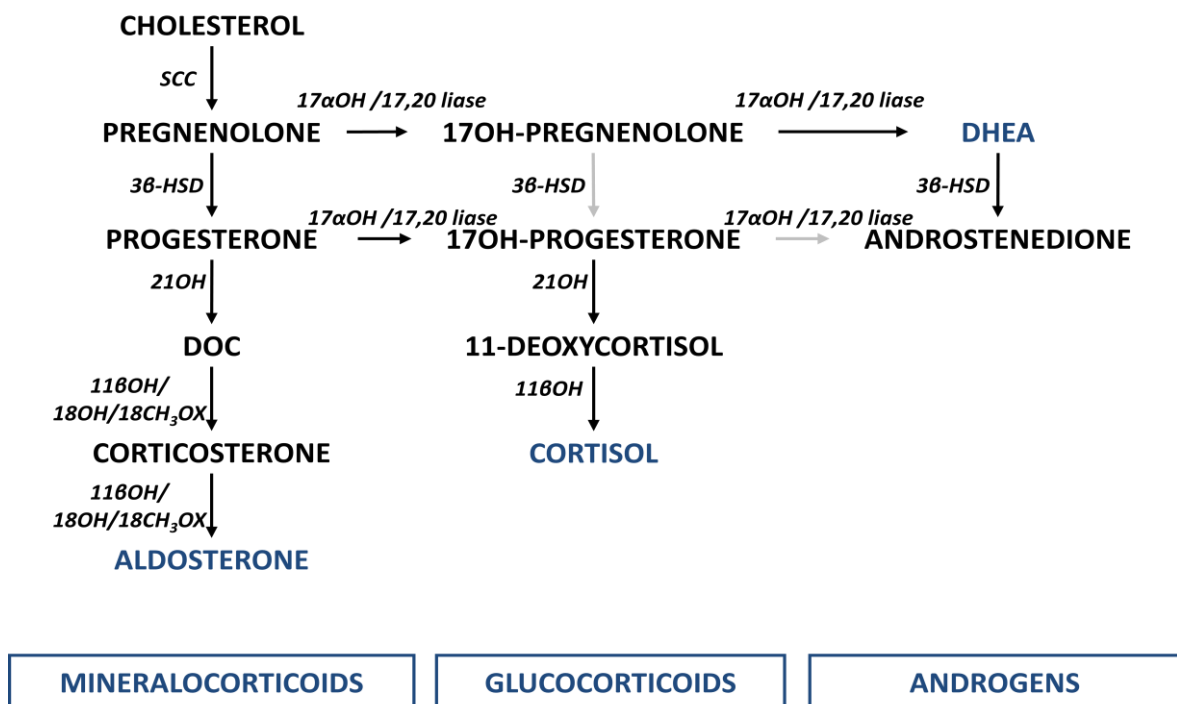 CHOLESTEROL
SCC
17αOH /17,20 liase 17αOH /17,20 liase
PREGNENOLONE 17OH-PREGNENOLONE DHEA
3β-HSD 3β-HSD 3β-HSD
17αOH /17,20 liase 17αOH /17,20 liase
PROGESTERONE 17OH-PROGESTERONE ANDROSTENEDIONE
21OH 21OH
DOC 11-DEOXYCORTISOL
11βOH/ 11βOH
18OH/18CH₃OX
CORTICOSTERONE CORTISOL
11βOH/
18OH/18CH₃OX
ALDOSTERONE
MINERALOCORTICOIDS GLUCOCORTICOIDS ANDROGENS